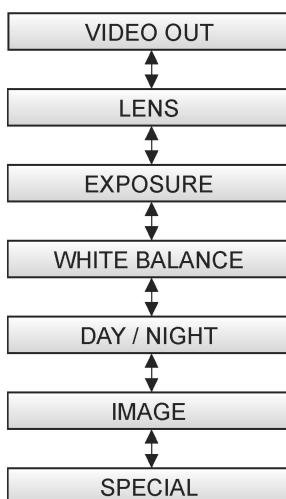 VIDEO OUT
LENS
EXPOSURE
WHITE BALANCE
DAY / NIGHT
IMAGE
SPECIAL